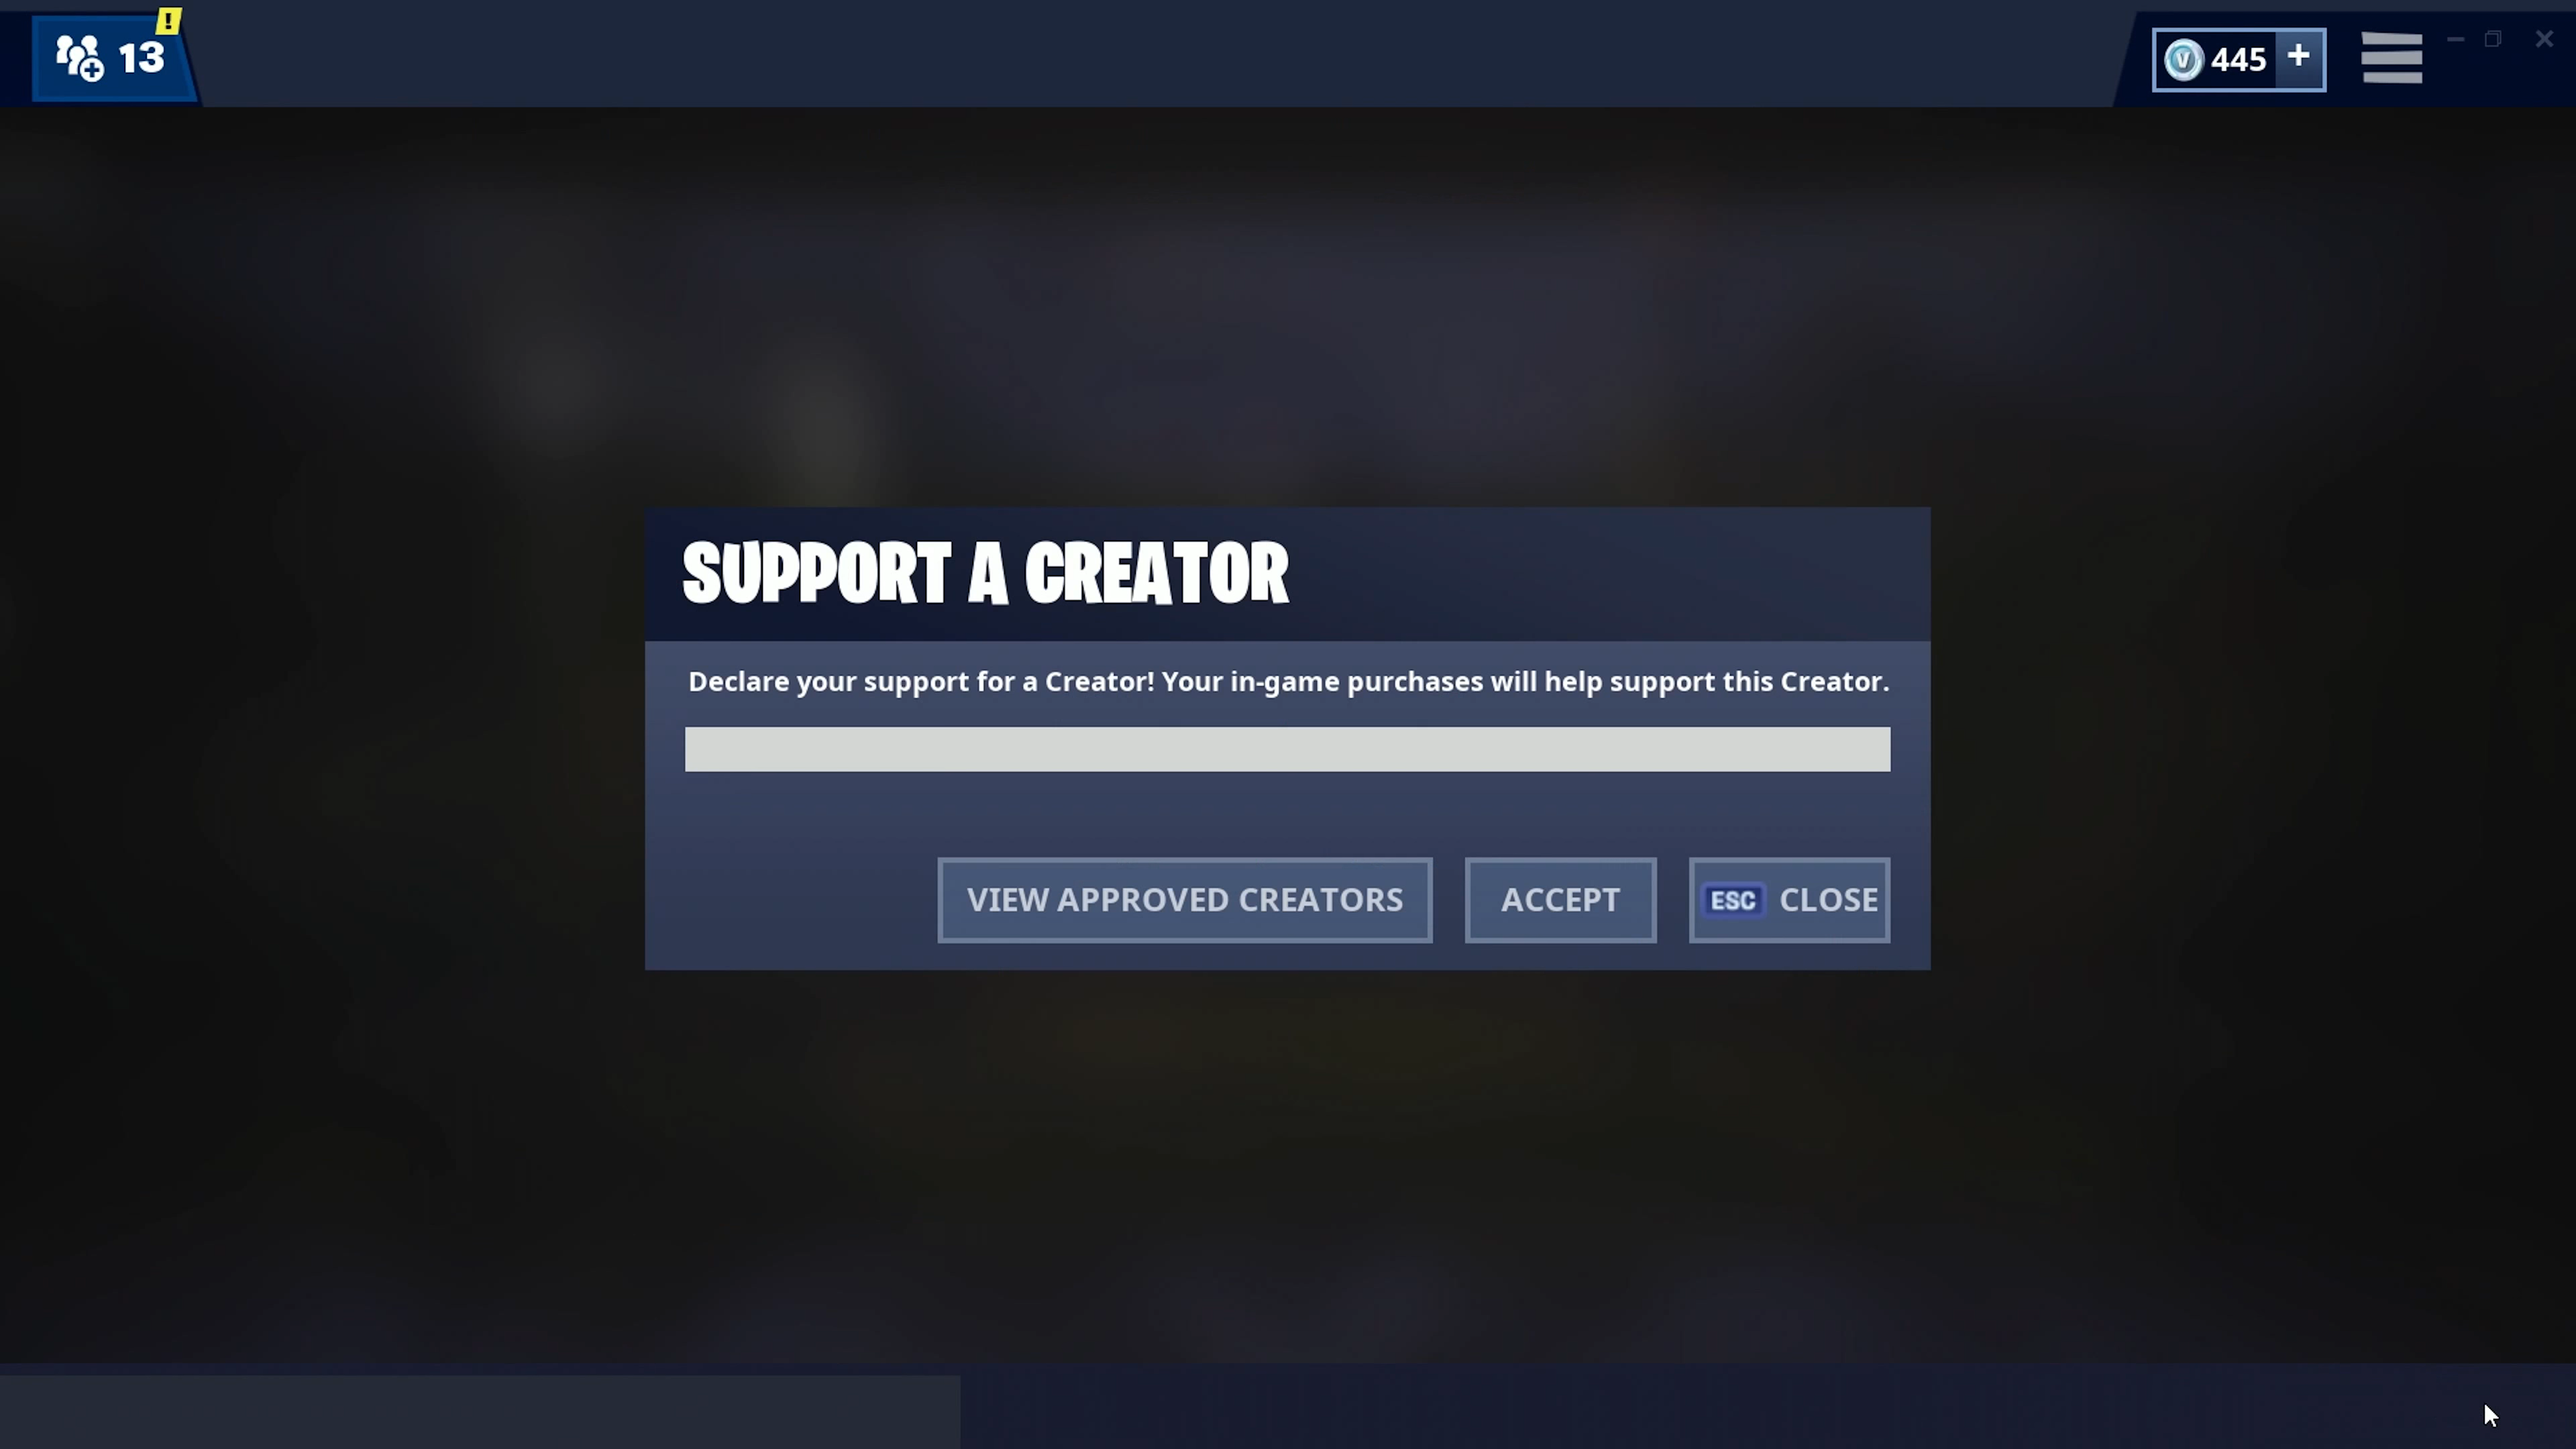 !
13
V 445 +
SUPPORT A CREATOR
Declare your support for a Creator! Your in-game purchases will help support this Creator.
VIEW APPROVED CREATORS
ACCEPT
ESC CLOSE